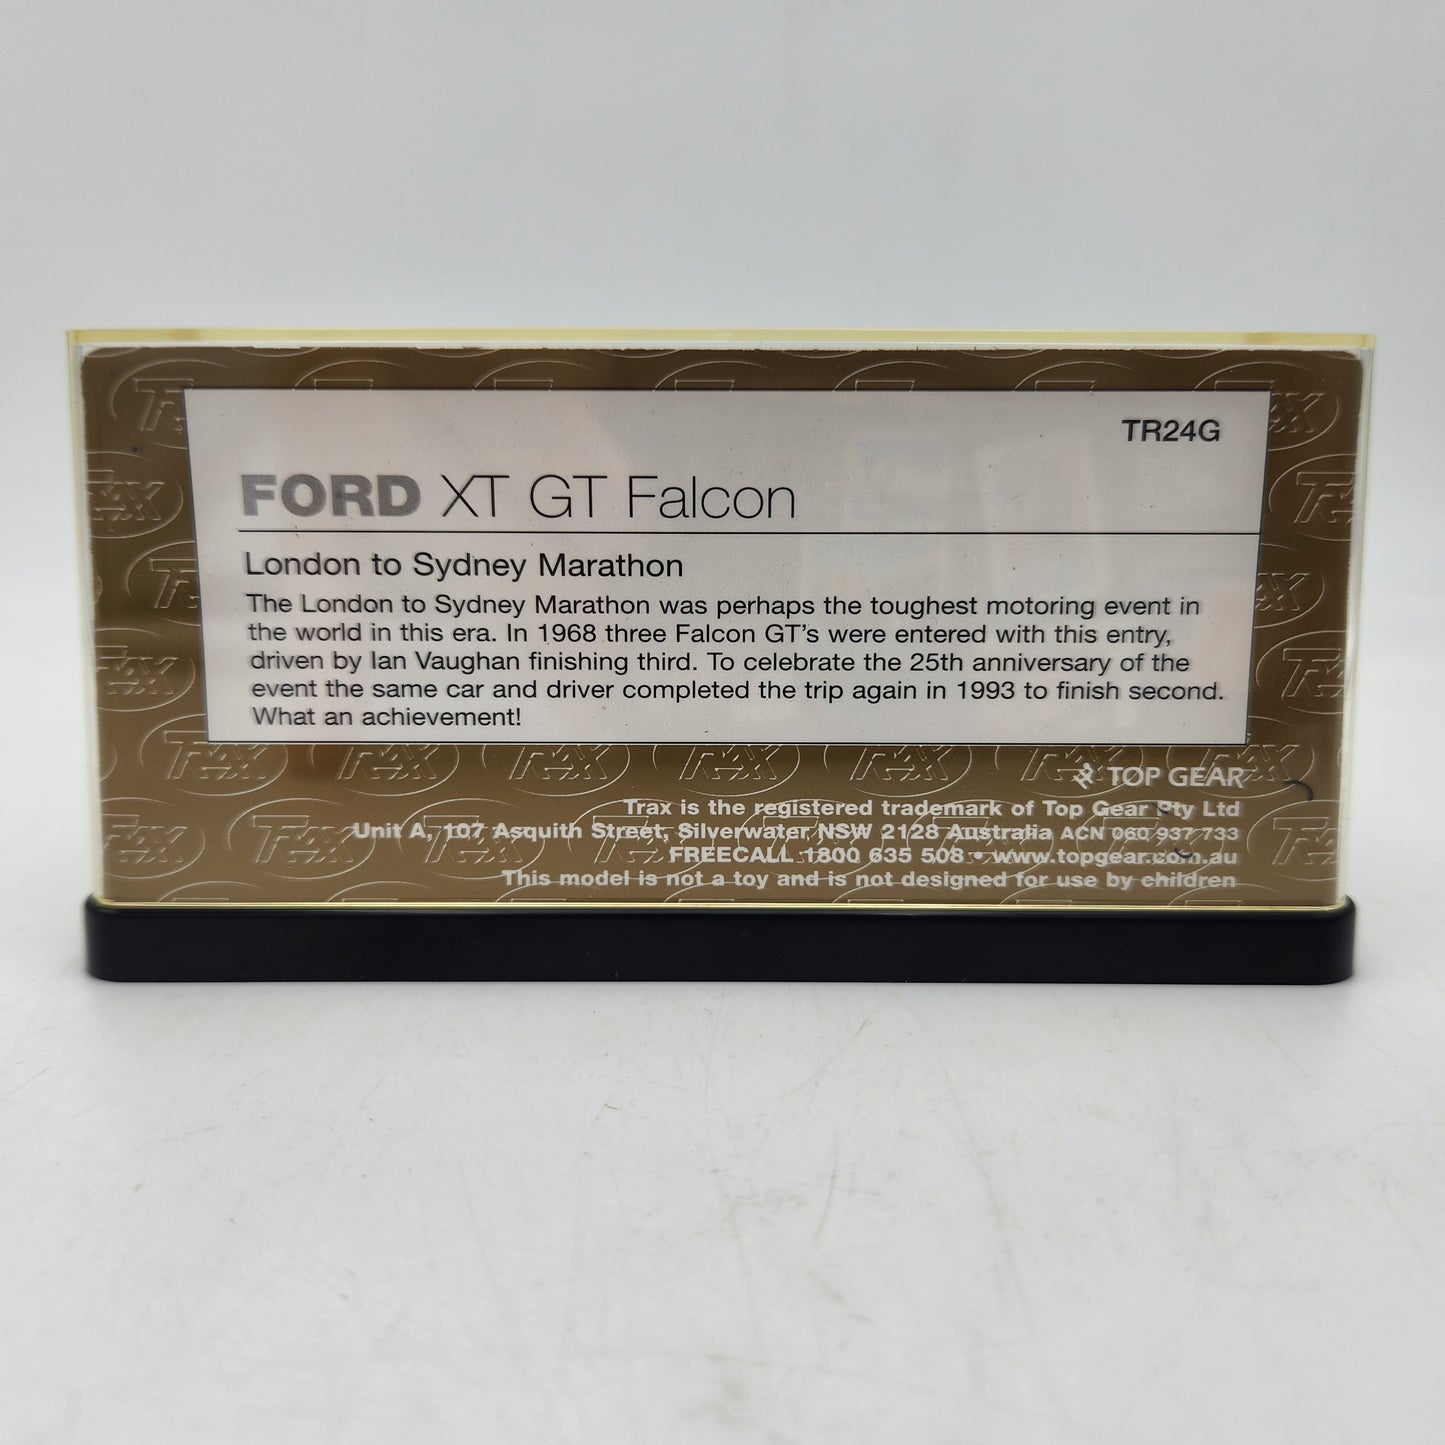 TR24G
FORD XT GT Falcon
London to Sydney Marathon
The London to Sydney Marathon was perhaps the toughest motoring event in
the world in this era. In 1968 three Falcon GT's were entered with this entry,
driven by Ian Vaughan finishing third. To celebrate the 25th anniversary of the
event the same car and driver completed the trip again in 1993 to finish second.
What an achievement!
TOP GEAR
Trax is the registered trademark of Top Gear Pty Ltd
Unit A, 107 Asquith Street, Silverwater NSW 2128 Australia ACN 060 937 733
FREECALL 1800 635 508 • www.topgear.com.au
This model is not a toy and is not designed for use by children